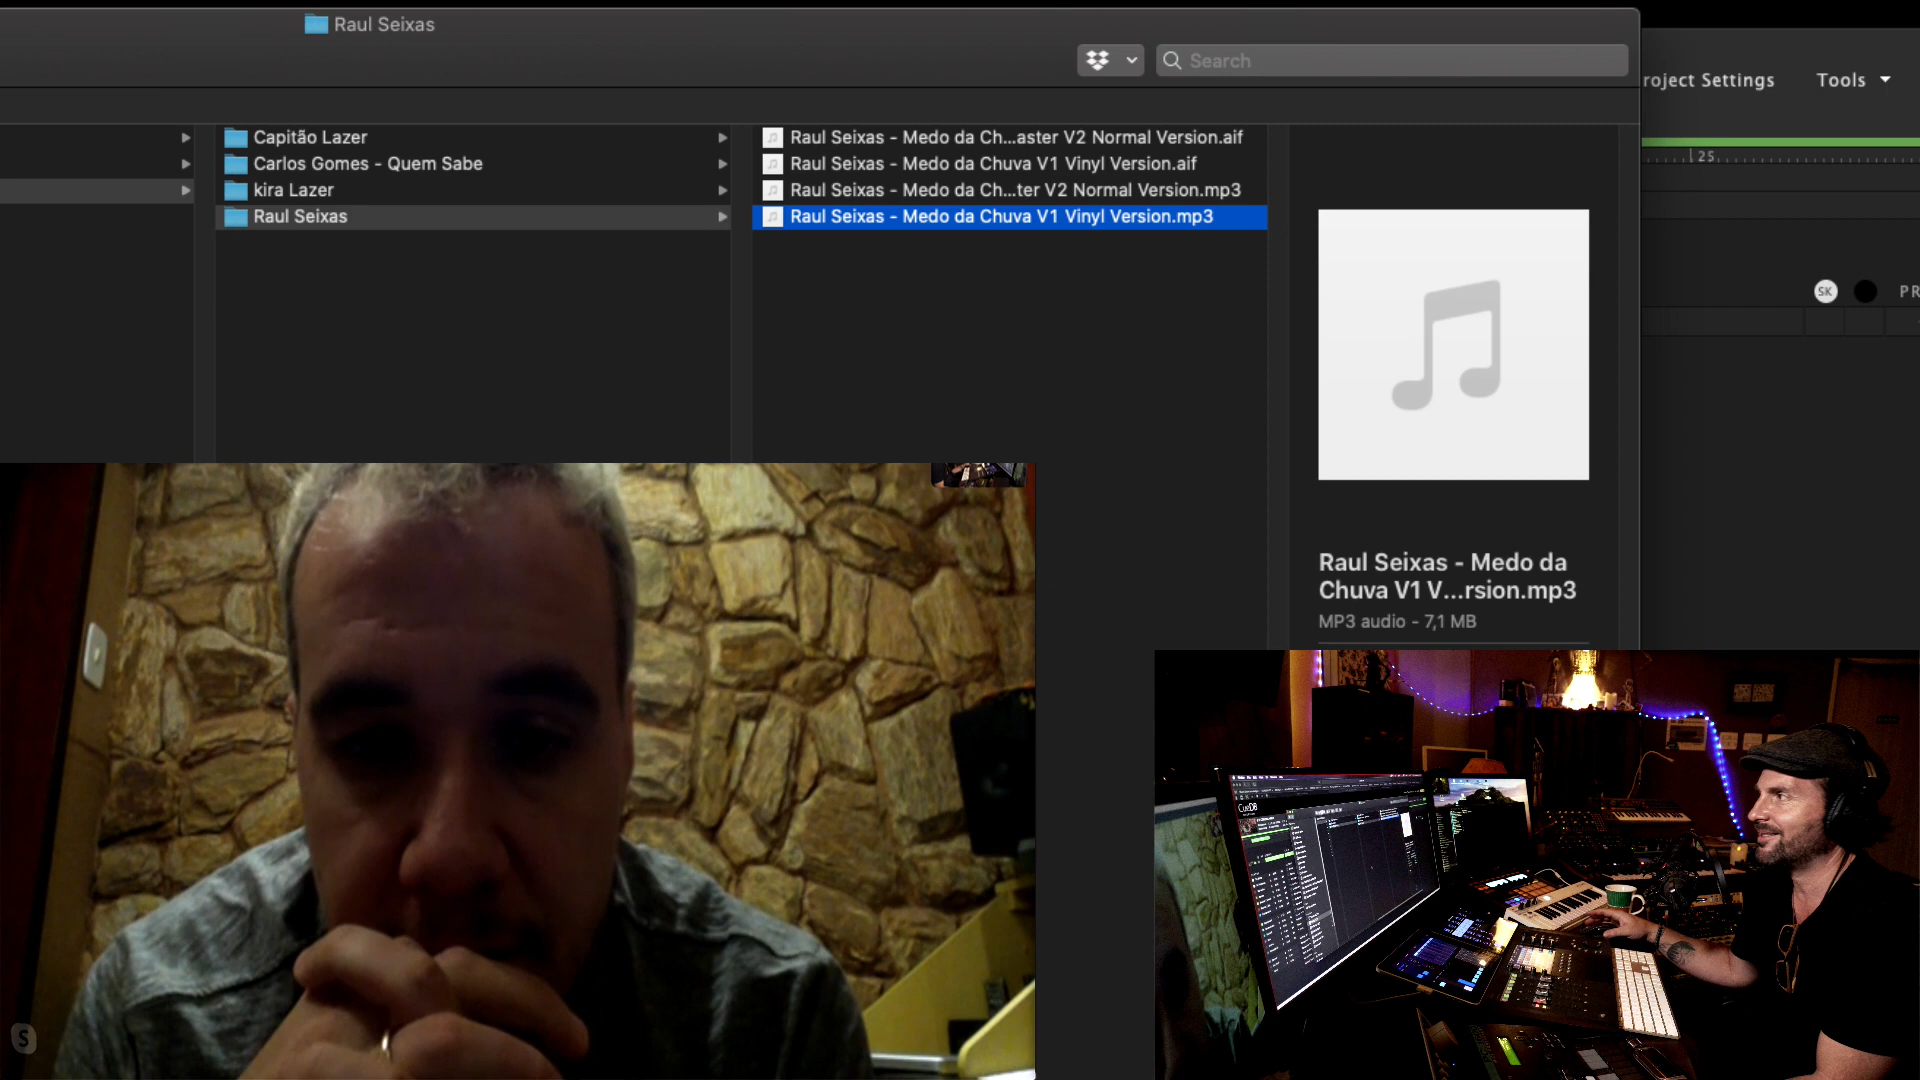 Raul Seixas
Search
roject Settings
Tools
25
Capitão Lazer
Carlos Gomes - Quem Sabe
kira Lazer
Raul Seixas
Raul Seixas - Medo da Ch...aster V2 Normal Version.aif
Raul Seixas - Medo da Chuva V1 Vinyl Version.aif
Raul Seixas - Medo da Ch...ter V2 Normal Version.mp3
Raul Seixas - Medo da Chuva V1 Vinyl Version.mp3
SK
PR
Raul Seixas - Medo da
Chuva V1 V...rsion.mp3
MP3 audio - 7,1 MB
CueDB
S